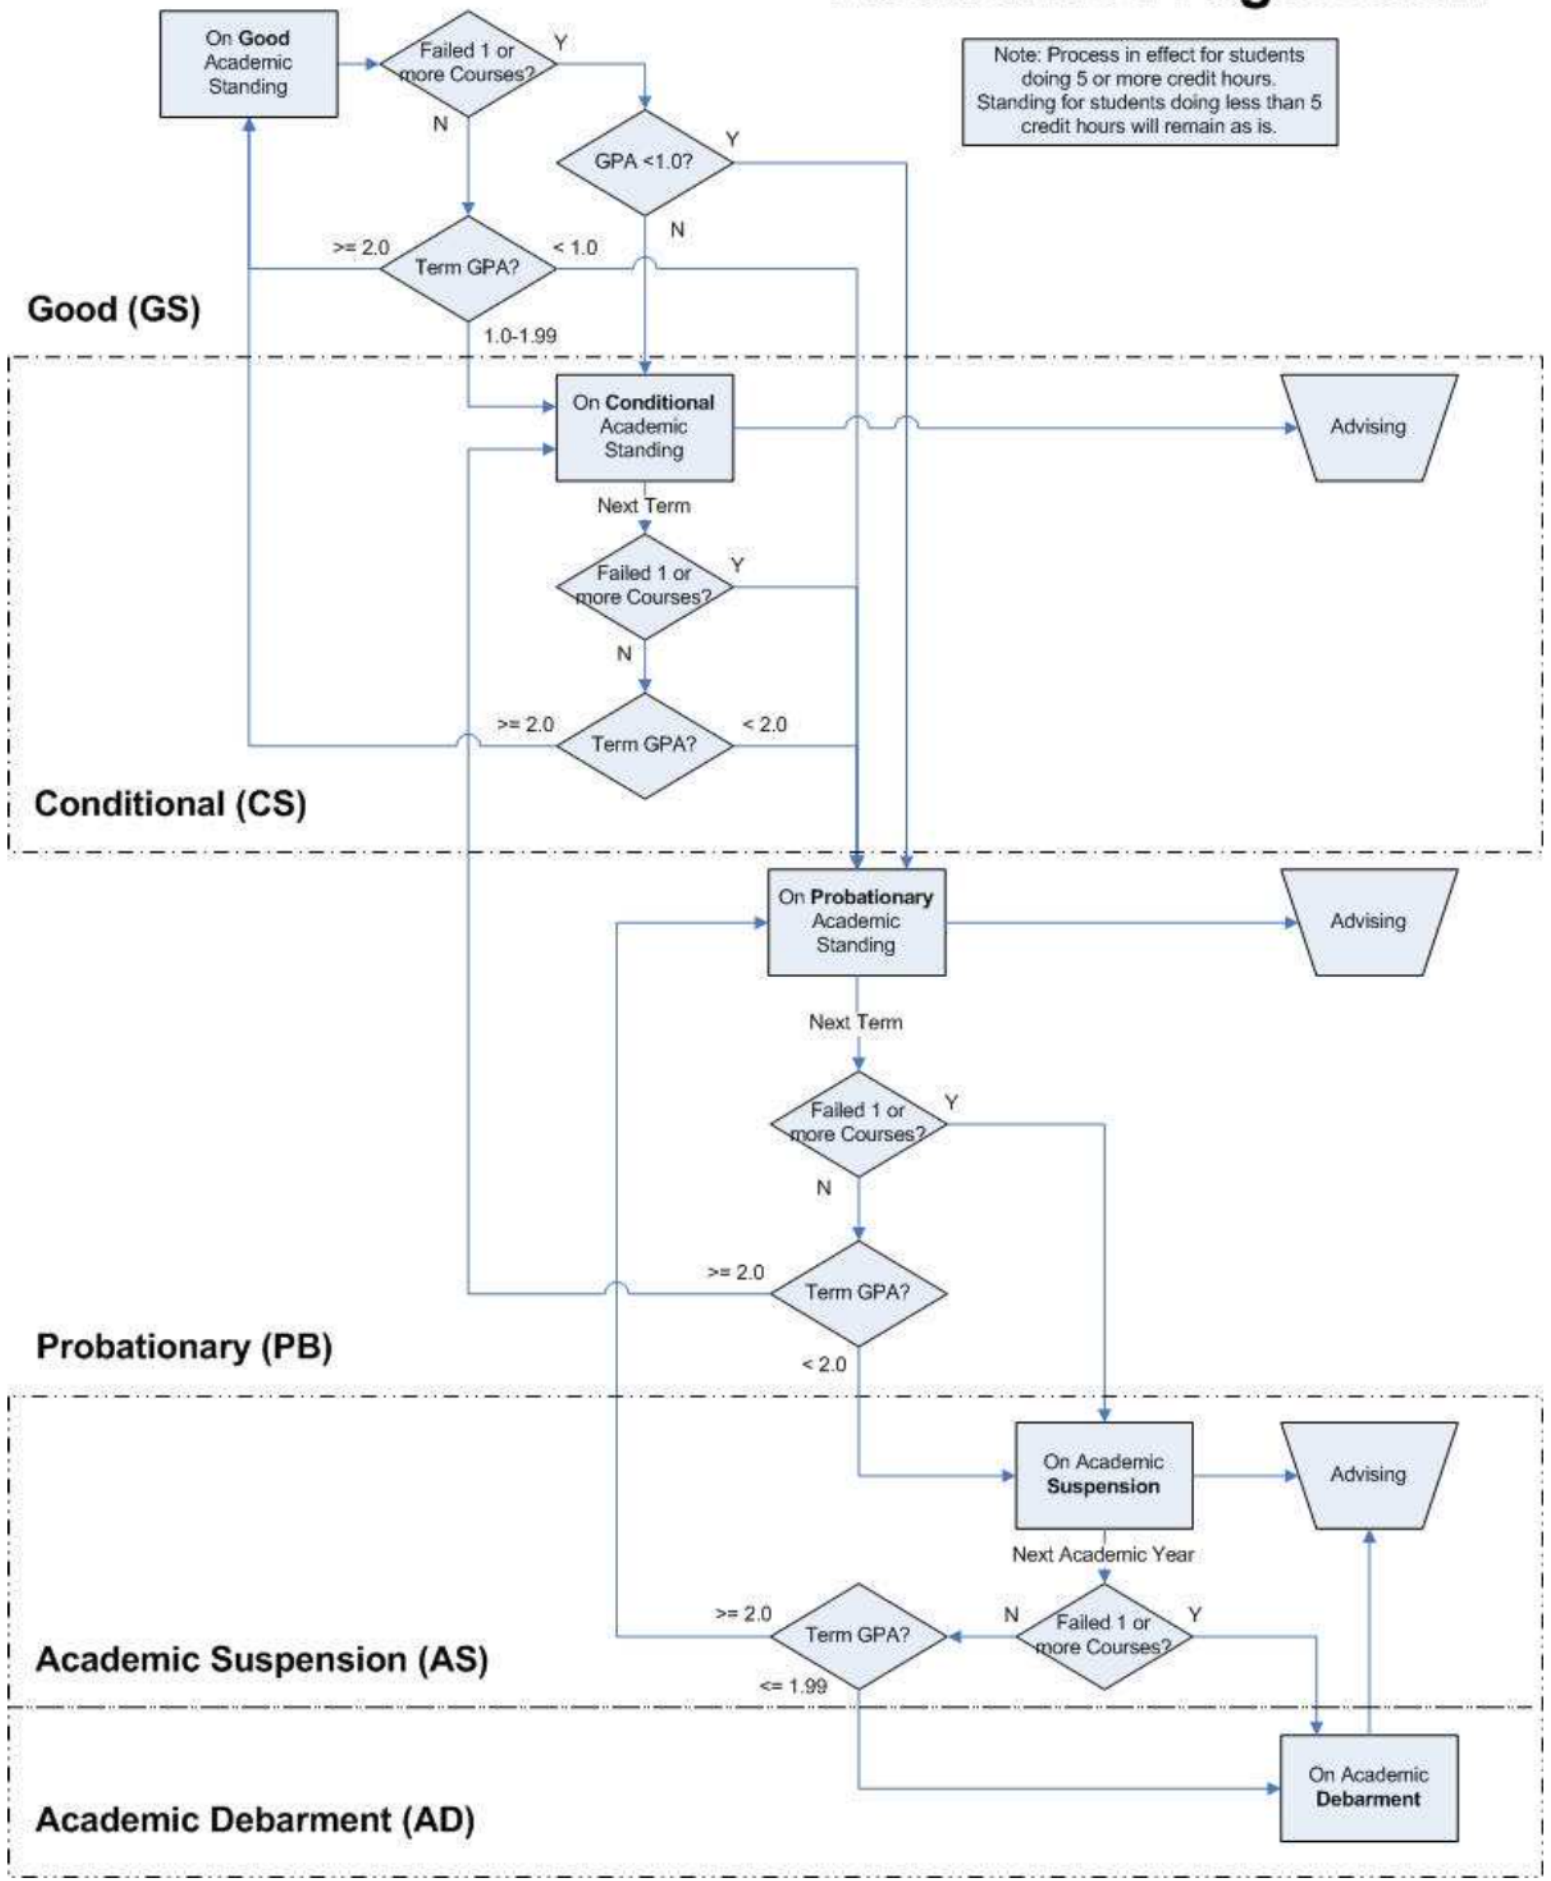 On Good
Academic
Standing
Failed 1 or
more Courses?
Y
N
Note: Process in effect for students
doing 5 or more credit hours.
Standing for students doing less than 5
credit hours will remain as is.
GPA <1.0?
Y
N
>= 2.0
Term GPA?
< 1.0
1.0-1.99
Good (GS)
On Conditional
Academic
Standing
Advising
Next Term
Failed 1 or
more Courses?
Y
N
>= 2.0
Term GPA?
< 2.0
Conditional (CS)
On Probationary
Academic
Standing
Advising
Next Term
Failed 1 or
more Courses?
Y
N
>= 2.0
Term GPA?
< 2.0
Probationary (PB)
On Academic
Suspension
Advising
Next Academic Year
>= 2.0
Term GPA?
N
Failed 1 or
more Courses?
Y
<= 1.99
Academic Suspension (AS)
On Academic
Debarment
Academic Debarment (AD)